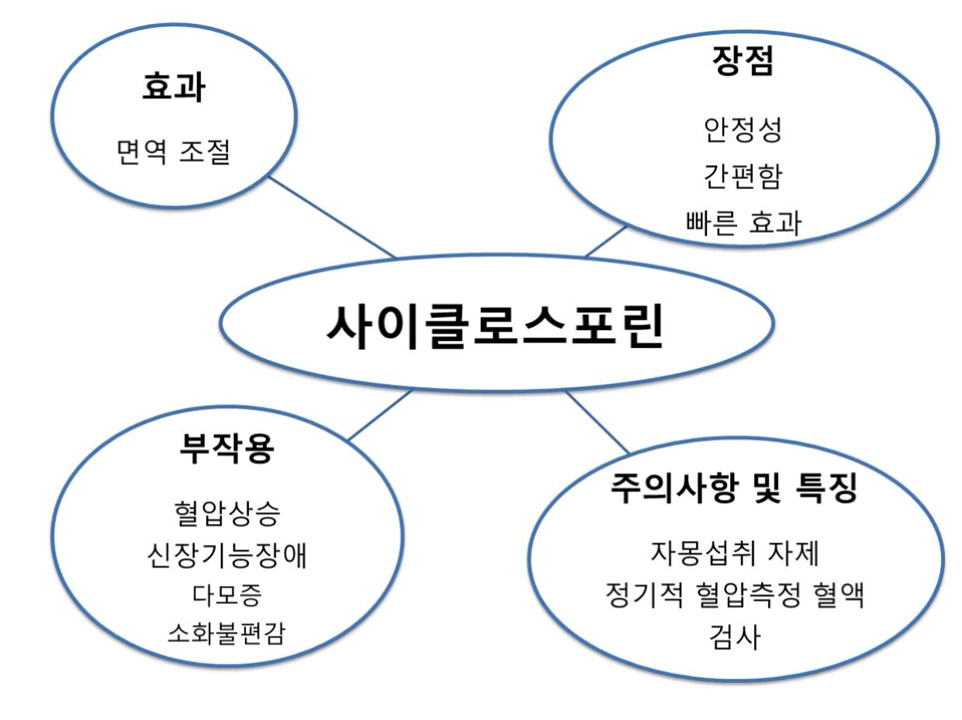 효과
면역 조절
장점
안정성
간편함
빠른 효과
사이클로스포린
부작용
혈압상승
신장기능장애
다모증
소화불편감
주의사항 및 특징
자몽섭취 자제
정기적 혈압측정 혈액
검사